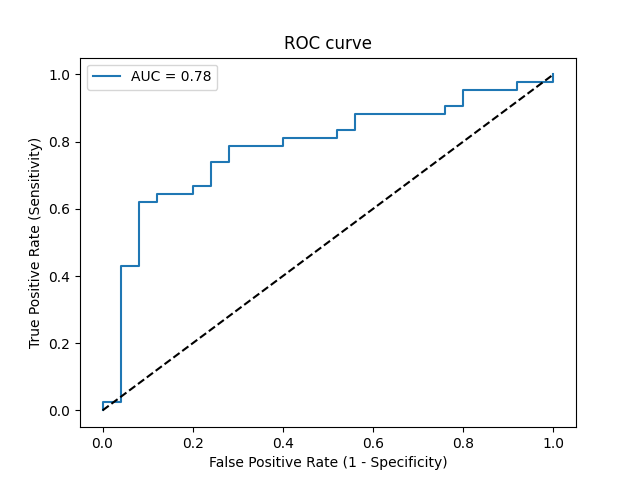 ROC curve
AUC = 0.78
1.0
0.8
0.6
0.4
0.2
0.0
True Positive Rate (Sensitivity)
0.0 0.2 0.4 0.6 0.8 1.0
False Positive Rate (1 - Specificity)